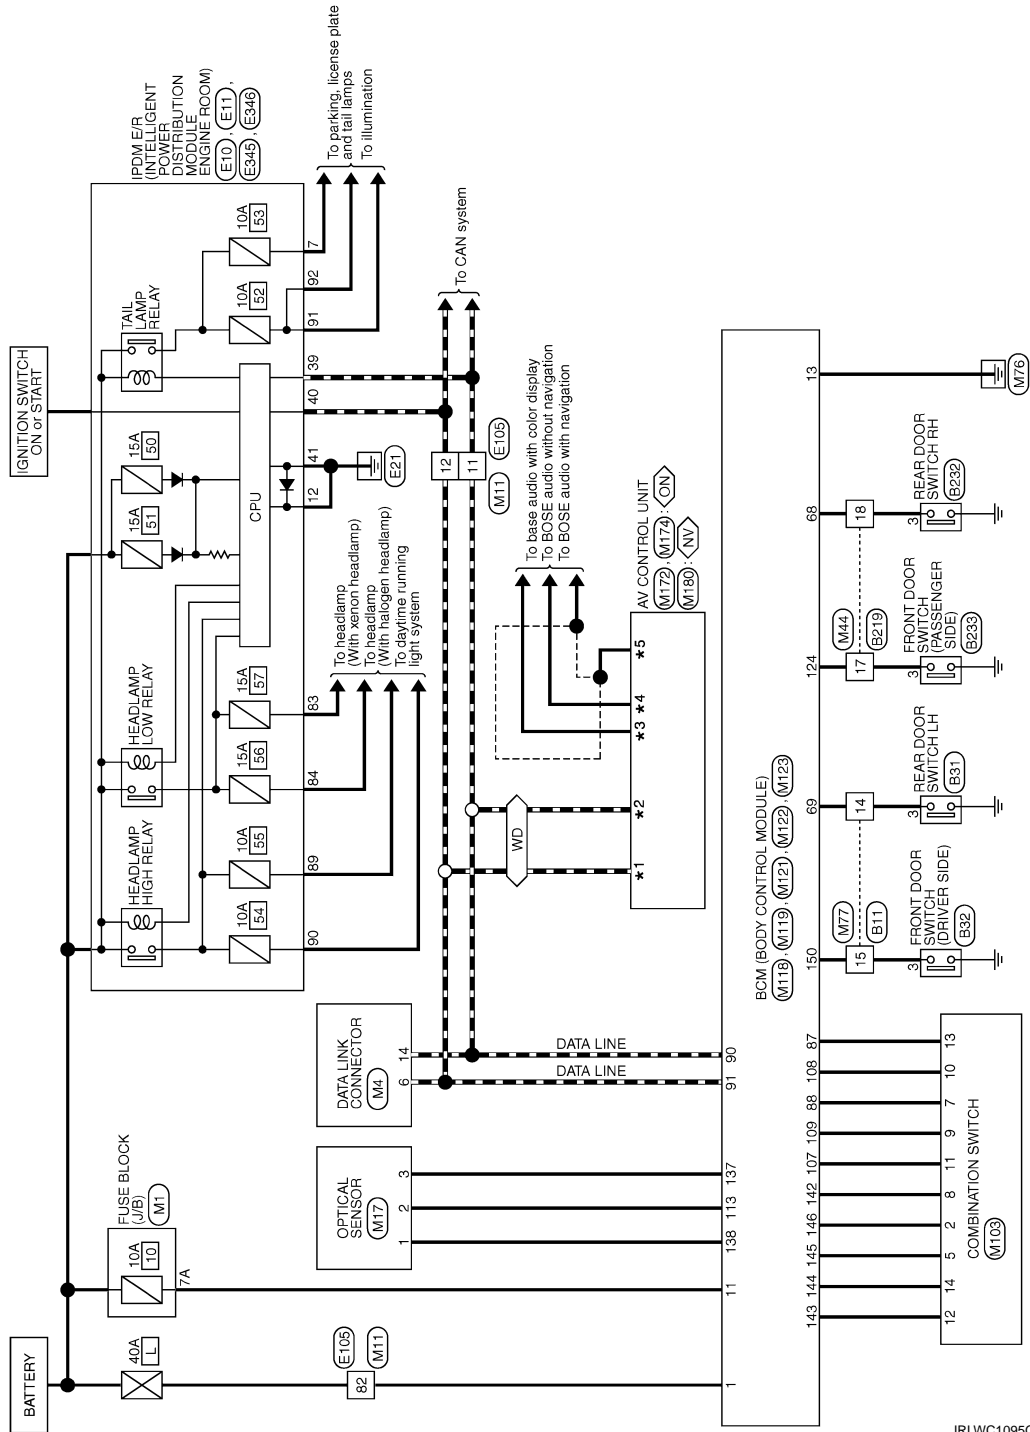 BATTERY
IGNITION SWITCH
ON or START
40A
L
E105
M11
82
1
FUSE BLOCK
(J/B)
M1
10A
10
7A
11
OPTICAL
SENSOR
M17
1
2
3
138
113
137
DATA LINK
CONNECTOR
M4
6
14
DATA LINE
DATA LINE
91
90
IPDM E/R
(INTELLIGENT
POWER
DISTRIBUTION
MODULE
ENGINE ROOM)
E10 , E11 ,
E345 , E346
HEADLAMP
HIGH RELAY
HEADLAMP
LOW RELAY
TAIL
LAMP
RELAY
10A
54
10A
55
15A
56
15A
57
15A
51
15A
50
10A
52
10A
53
CPU
90
89
84
83
12
41
40
39
91
92
7
E21
To headlamp
(With xenon headlamp)
To headlamp
(With halogen headlamp)
To daytime running
light system
To parking, license plate
and tail lamps
To illumination
To CAN system
12
11
M11
E105
WD
To base audio with color display
To BOSE audio without navigation
To BOSE audio with navigation
AV CONTROL UNIT
M172 , M174 : ON
M180 : NV
*1
*2
*3
*4
*5
BCM (BODY CONTROL MODULE)
M118 , M119 , M121 , M122 , M123
143
144
145
146
142
107
109
88
108
87
150
69
124
68
13
12
14
5
2
8
11
9
7
10
13
COMBINATION SWITCH
M103
15
M77
B11
3
FRONT DOOR
SWITCH
(DRIVER SIDE)
B32
14
3
REAR DOOR
SWITCH LH
B31
17
M44
B219
3
FRONT DOOR
SWITCH
(PASSENGER
SIDE)
B233
18
3
REAR DOOR
SWITCH RH
B232
M76